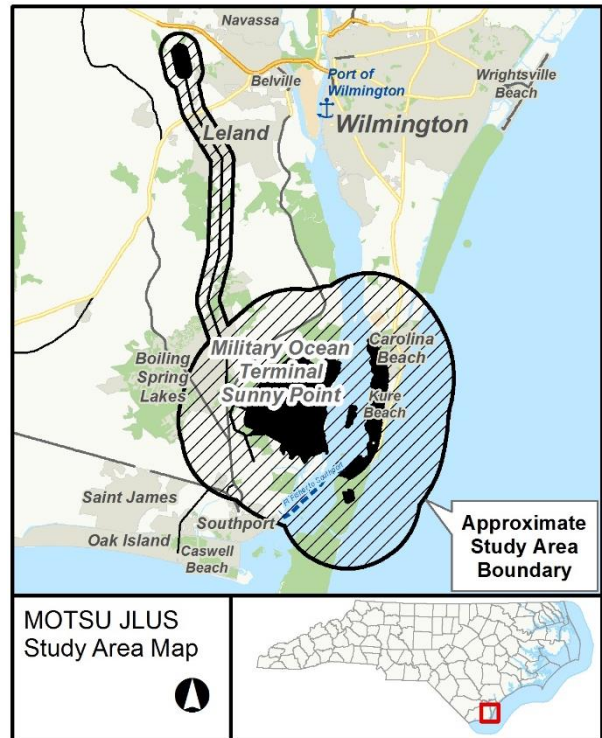 Navassa
Belville
Port of
Wilmington
Wrightsville
Beach
Leland
Wilmington
Military Ocean
Terminal
Sunny Point
Carolina
Beach
Boiling
Spring
Lakes
Kure
Beach
Saint James
Southport
Oak Island
Caswell
Beach
Approximate
Study Area
Boundary
MOTSU JLUS
Study Area Map